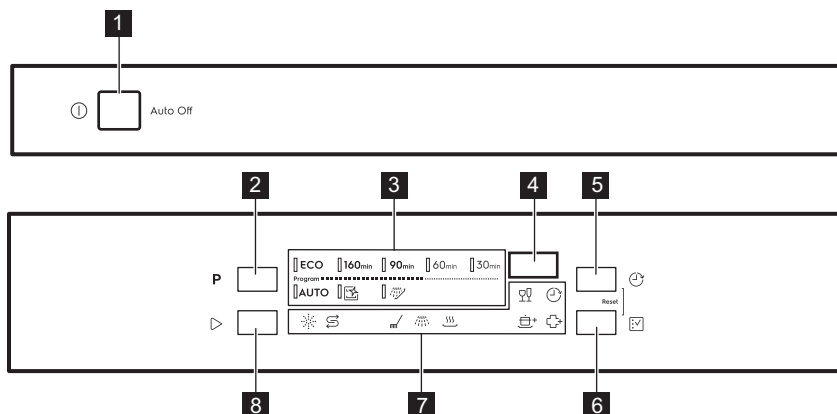 1
Auto Off
2 3 4 5
P ECO 160min 90min 60min 30min
Program
AUTO
Reset
8 7 6